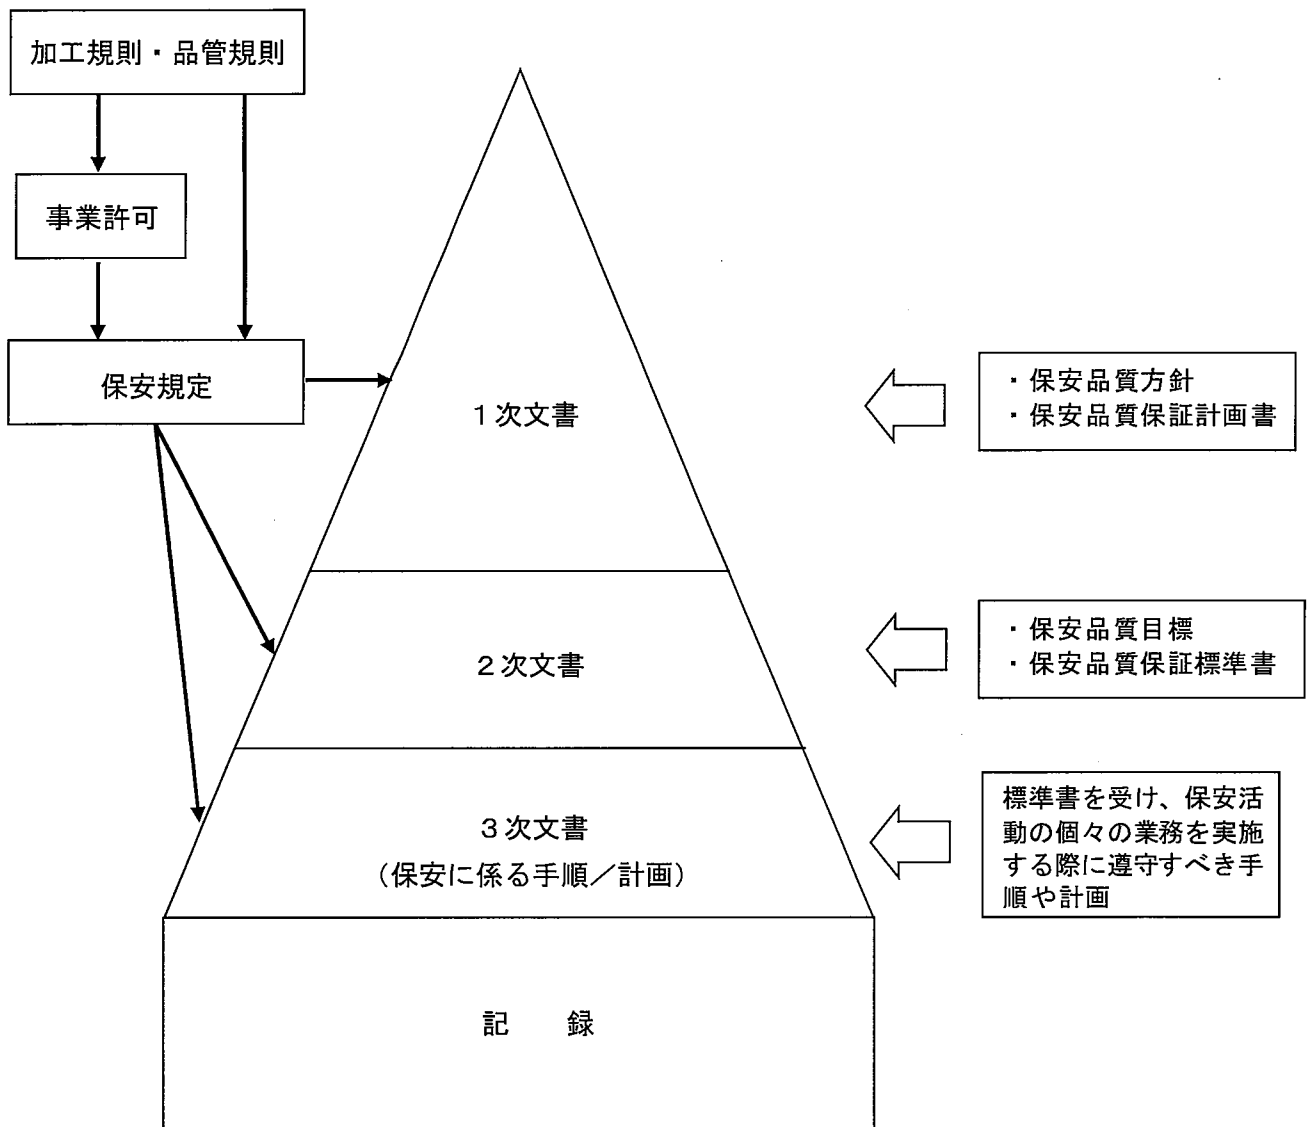 加工規則・品管規則
事業許可
保安規定
1次文書
・保安品質方針
・保安品質保証計画書
2次文書
・保安品質目標
・保安品質保証標準書
3次文書
(保安に係る手順/計画)
標準書を受け、保安活
動の個々の業務を実施
する際に遵守すべき手
順や計画
記 録